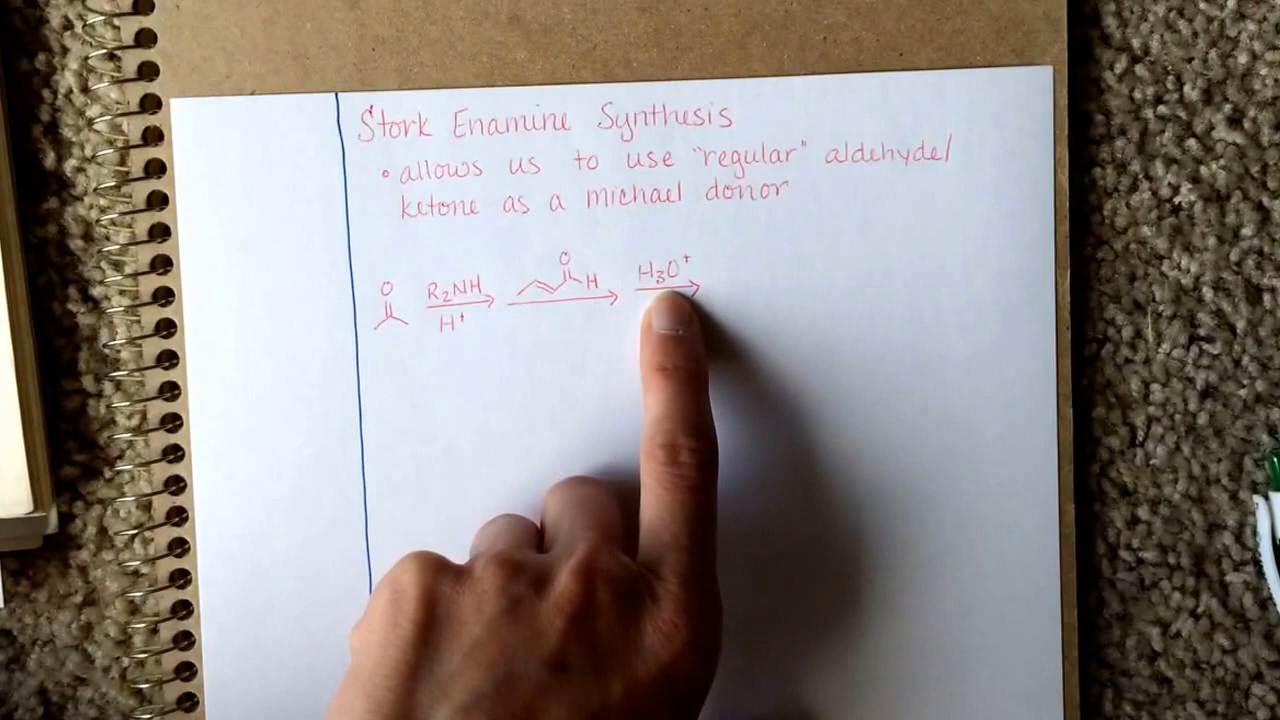 Stork Enamine Synthesis
• allows us to use "regular" aldehyde/
ketone as a michael donor
O R₂NH H⁺ O H H₃O⁺